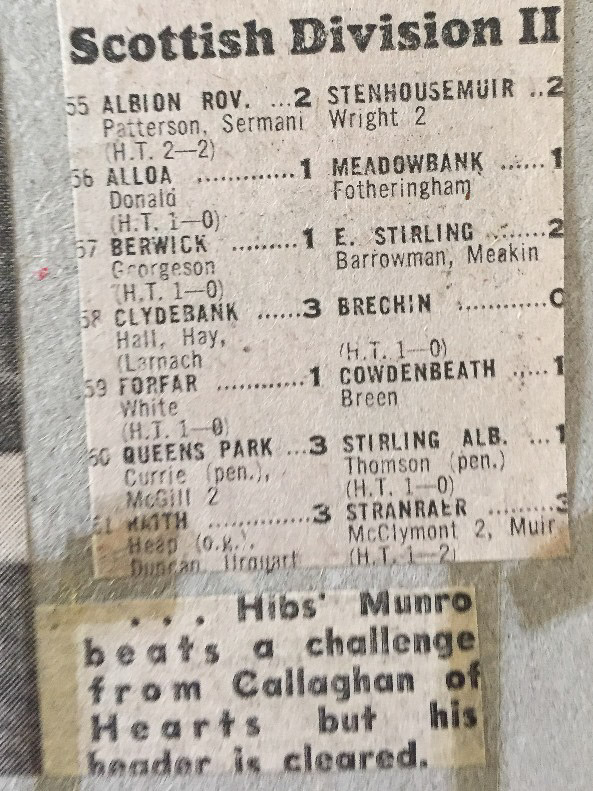 Scottish Division II
55 ALBION ROV. ...2 STENHOUSEMUIR ..2
Patterson, Sermani Wright 2
(H.T. 2—2)
56 ALLOA ............1 MEADOWBANK ......1
Donald Fotheringham
(H.T. 1—0)
57 BERWICK .........1 E. STIRLING .......2
Georgeson Barrowman, Meakin
(H.T. 1—0)
58 CLYDEBANK ......3 BRECHIN ..........0
Hall, Hay,
(Larnach (H.T. 1—0)
59 FORFAR ...........1 COWDENBEATH .....1
White Breen
(H.T. 1—0)
60 QUEENS PARK ...3 STIRLING ALB. ...1
Currie (pen.), Thomson (pen.)
McGill 2 (H.T. 1—0)
61 RAITH ............3 STRANRAER .......3
Heap (o.g.), McClymont 2, Muir
Duncan, Urquart (H.T. 1—2)
. . . Hibs' Munro
beats a challenge
from Callaghan of
Hearts but his
header is cleared.